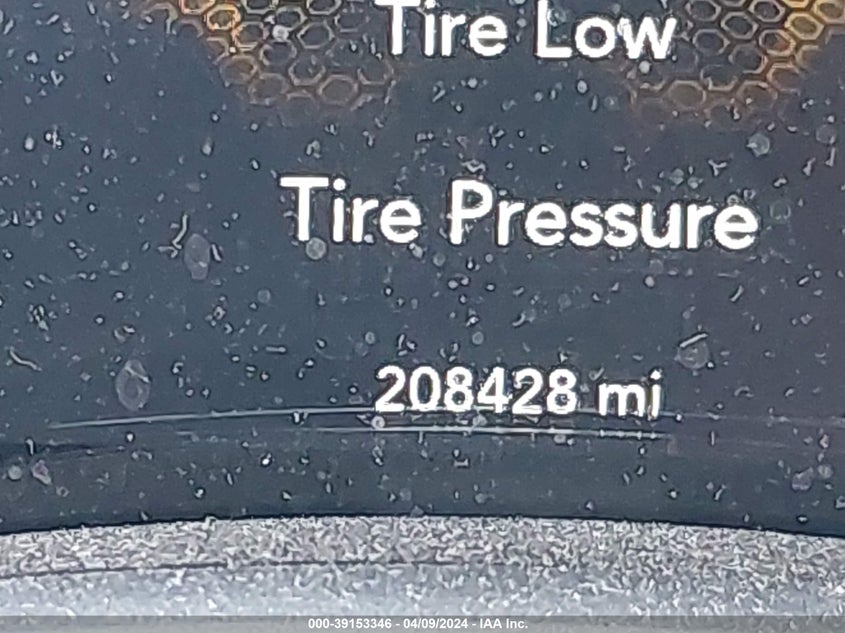 Tire Low
Tire Pressure
208428 mi
000-39153346 - 04/09/2024 - IAA Inc.